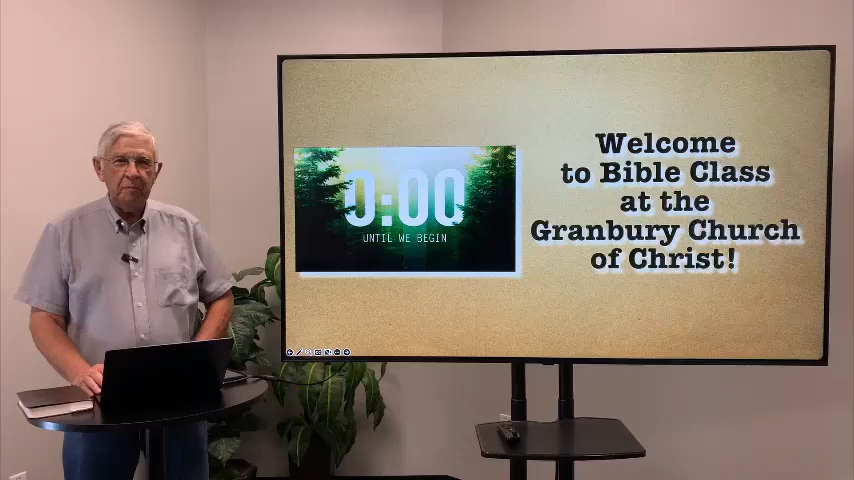 0:00
UNTIL WE BEGIN
Welcome
to Bible Class
at the
Granbury Church
of Christ!